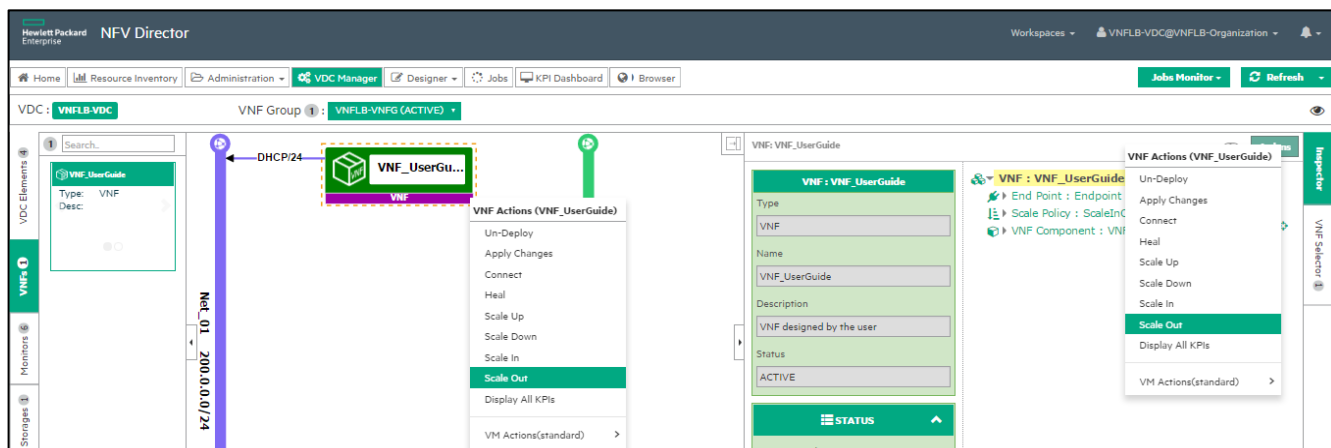 Hewlett Packard
Enterprise
NFV Director
Workspaces
VNFLB-VDC@VNFLB-Organization
Home
Resource Inventory
Administration
VDC Manager
Designer
Jobs
KPI Dashboard
Browser
Jobs Monitor
Refresh
VDC : VNFLB-VDC
VNF Group 1 : VNFLB-VNFG (ACTIVE)
VDC Elements 4
VNFs 1
Monitors 6
Storages 1
1 Search..
VNF_UserGuide
Type: VNF
Desc:
Net_01 200.0.0.0/24
DHCP/24
VNF_UserGu...
VNF
VNF
VNF Actions (VNF_UserGuide)
Un-Deploy
Apply Changes
Connect
Heal
Scale Up
Scale Down
Scale In
Scale Out
Display All KPIs
VM Actions(standard)
VNF: VNF_UserGuide
VNF : VNF_UserGuide
Type
VNF
Name
VNF_UserGuide
Description
VNF designed by the user
Status
ACTIVE
STATUS
VNF : VNF_UserGuide
End Point : Endpoint
Scale Policy :
VNF Component :
VNF Actions (VNF_UserGuide)
Un-Deploy
Apply Changes
Connect
Heal
Scale Up
Scale Down
Scale In
Scale Out
Display All KPIs
VM Actions(standard)
Inspector
VNF Selector 1